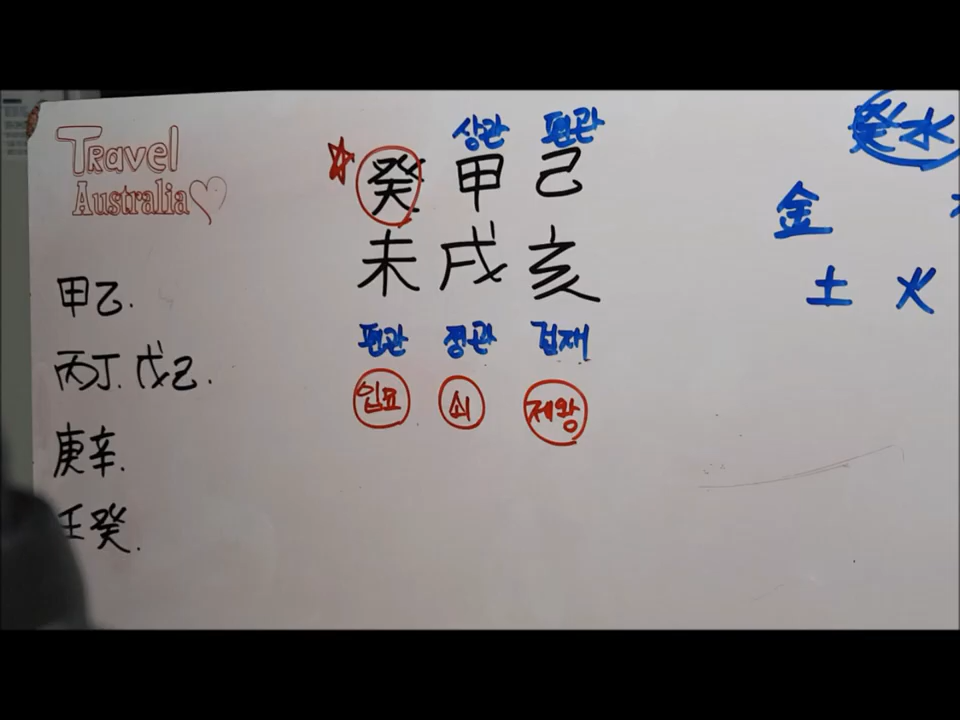 Travel
Australia
상관 편관
癸 甲 己
未 戌 亥
편관 정관 겁재
입묘 쇠 제왕
甲乙.
丙丁. 戊己.
庚辛.
壬癸.
癸水
金
土 火